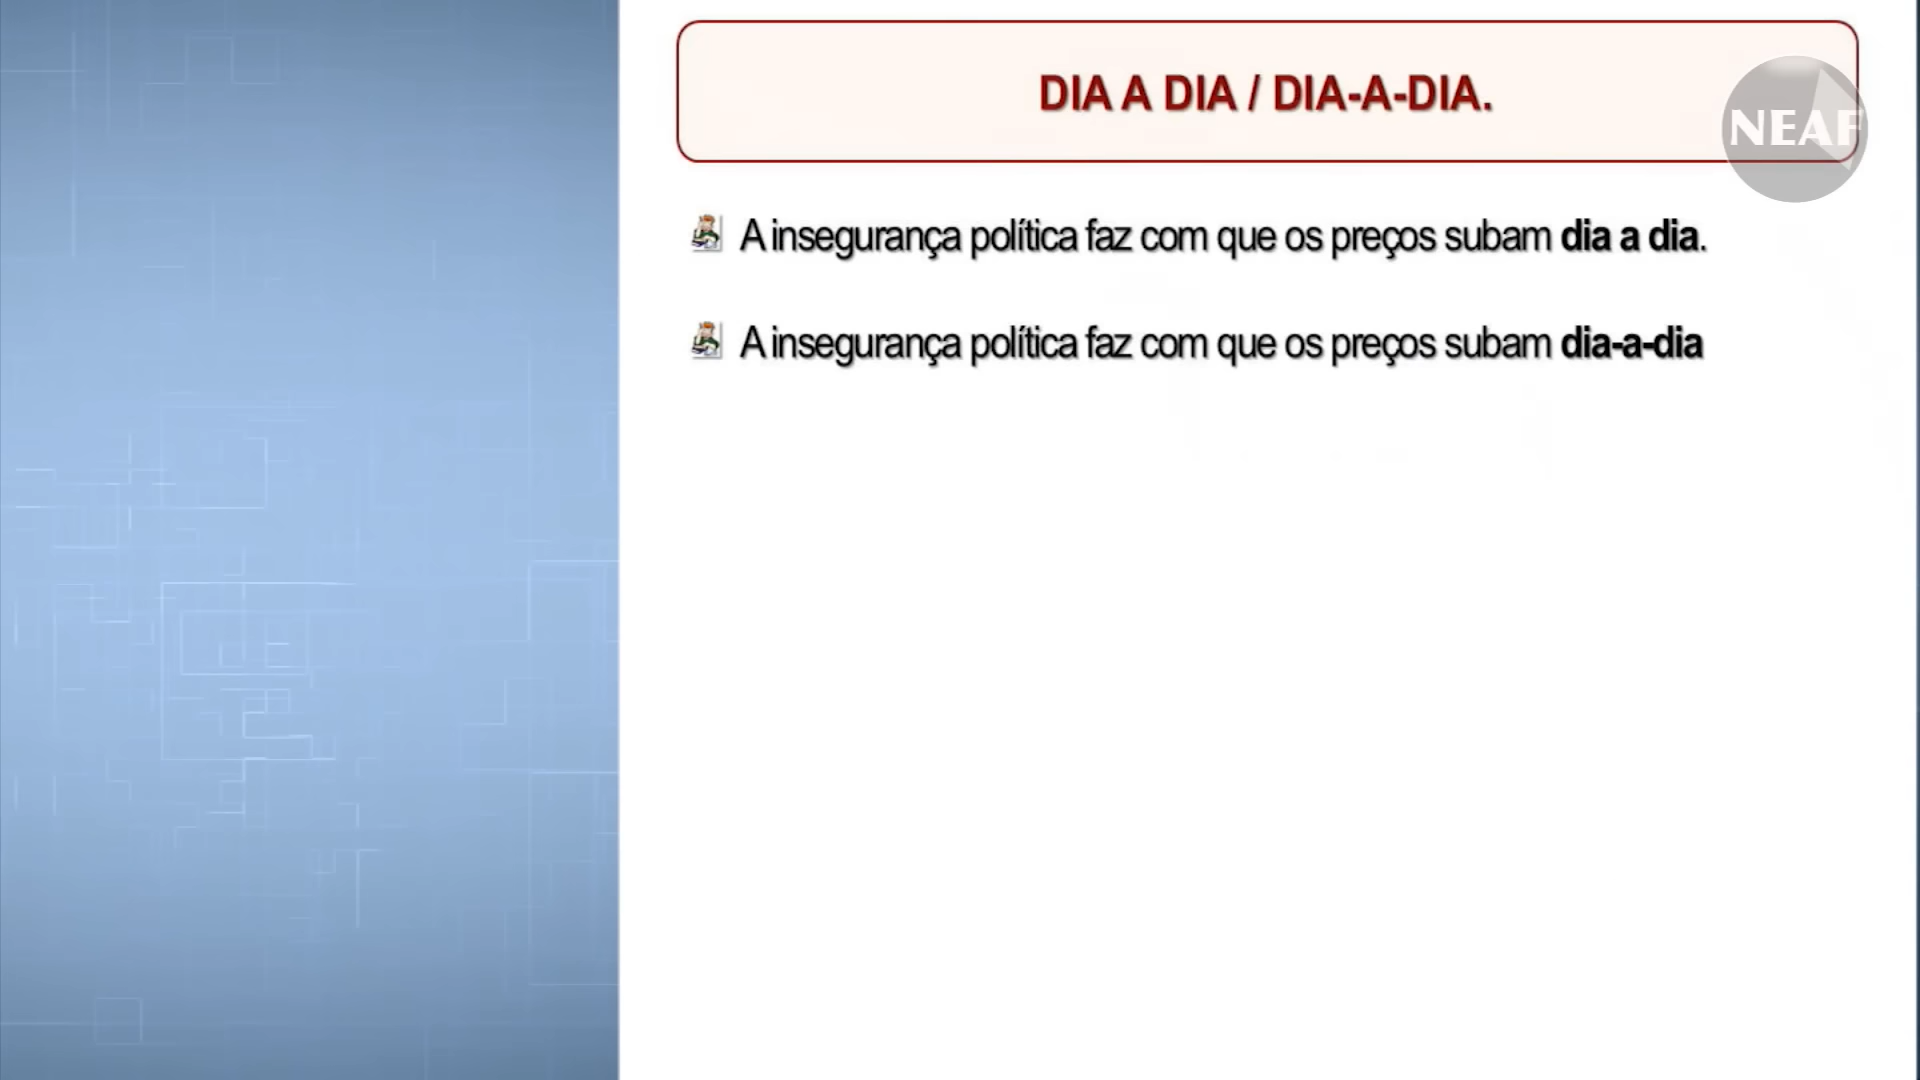 DIA A DIA / DIA-A-DIA.
NEAF
A insegurança política faz com que os preços subam dia a dia.
A insegurança política faz com que os preços subam dia-a-dia